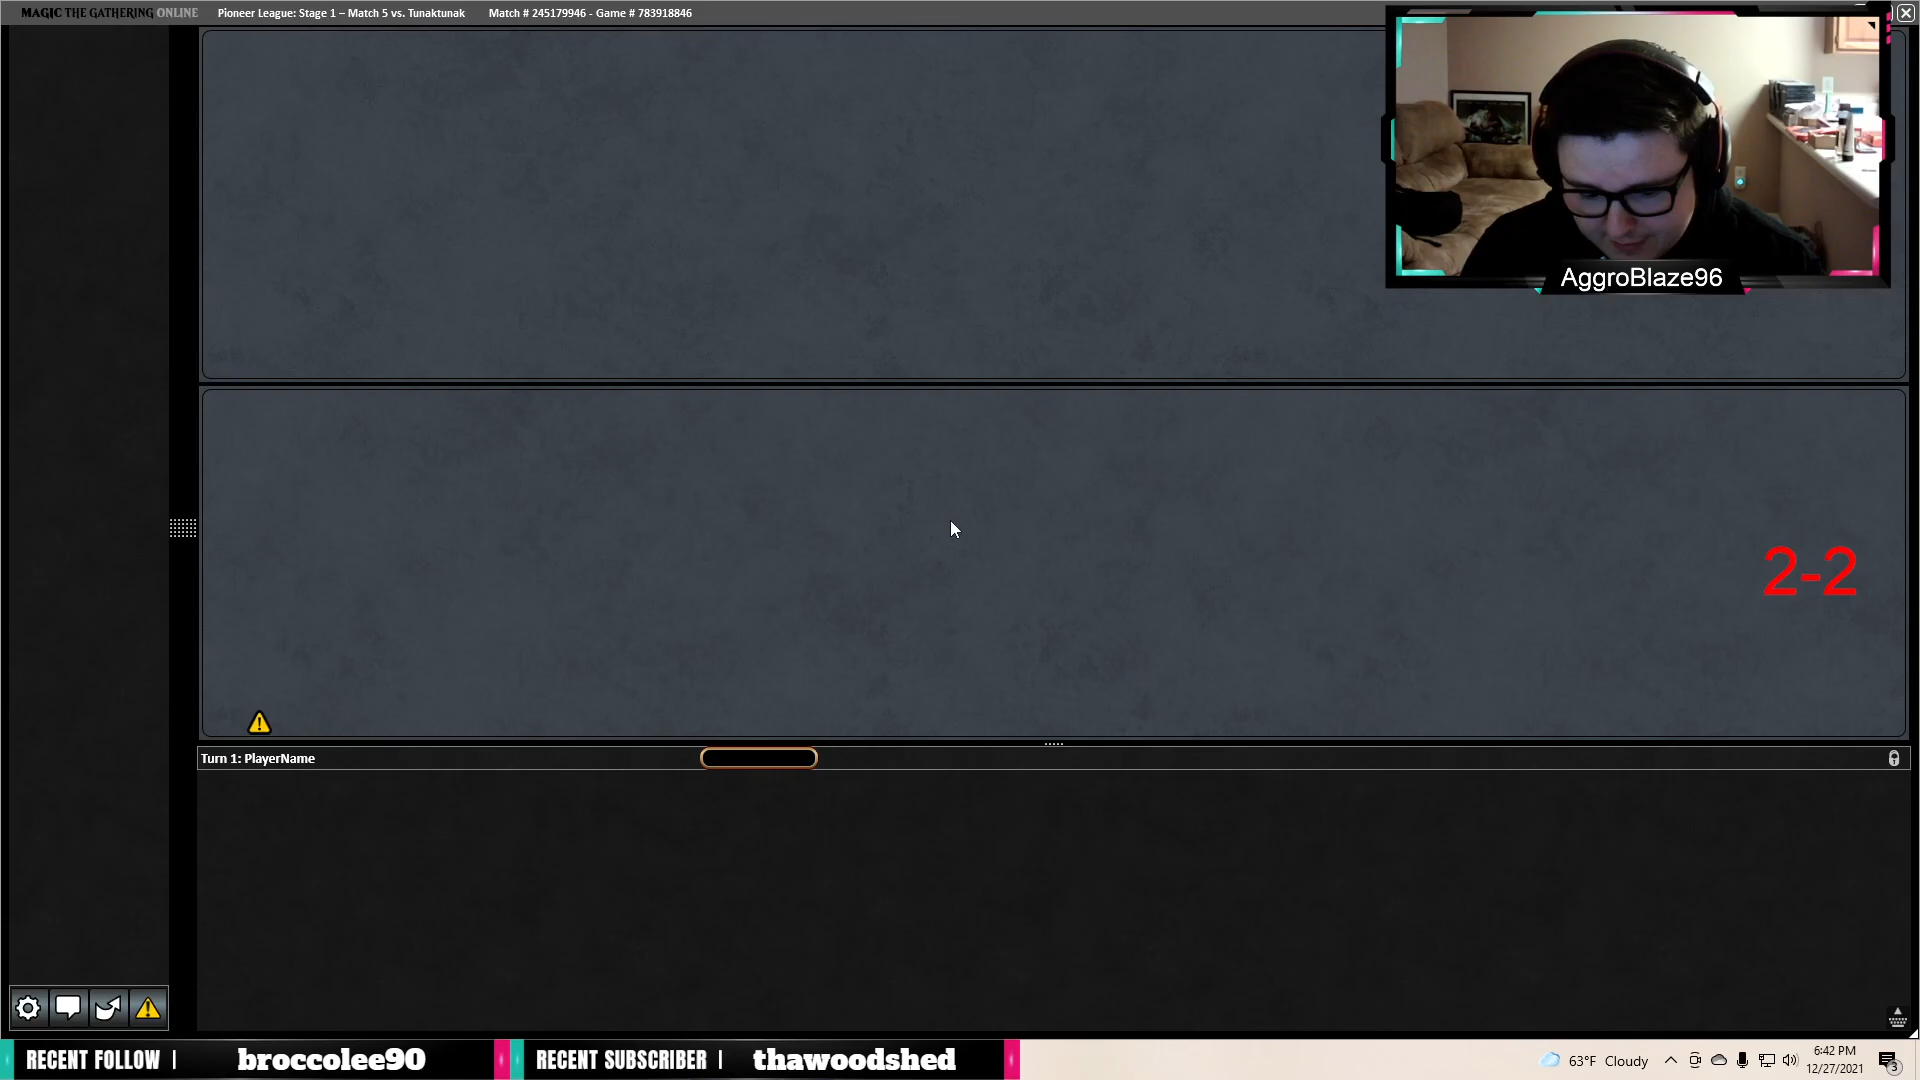 MAGIC THE GATHERING ONLINE Pioneer League: Stage 1 – Match 5 vs. Tunaktunak Match # 245179946 - Game # 783918846
AggroBlaze96
2-2
Turn 1: PlayerName
RECENT FOLLOW | broccolee90 RECENT SUBSCRIBER | thawoodshed
63°F Cloudy
6:42 PM
12/27/2021
3